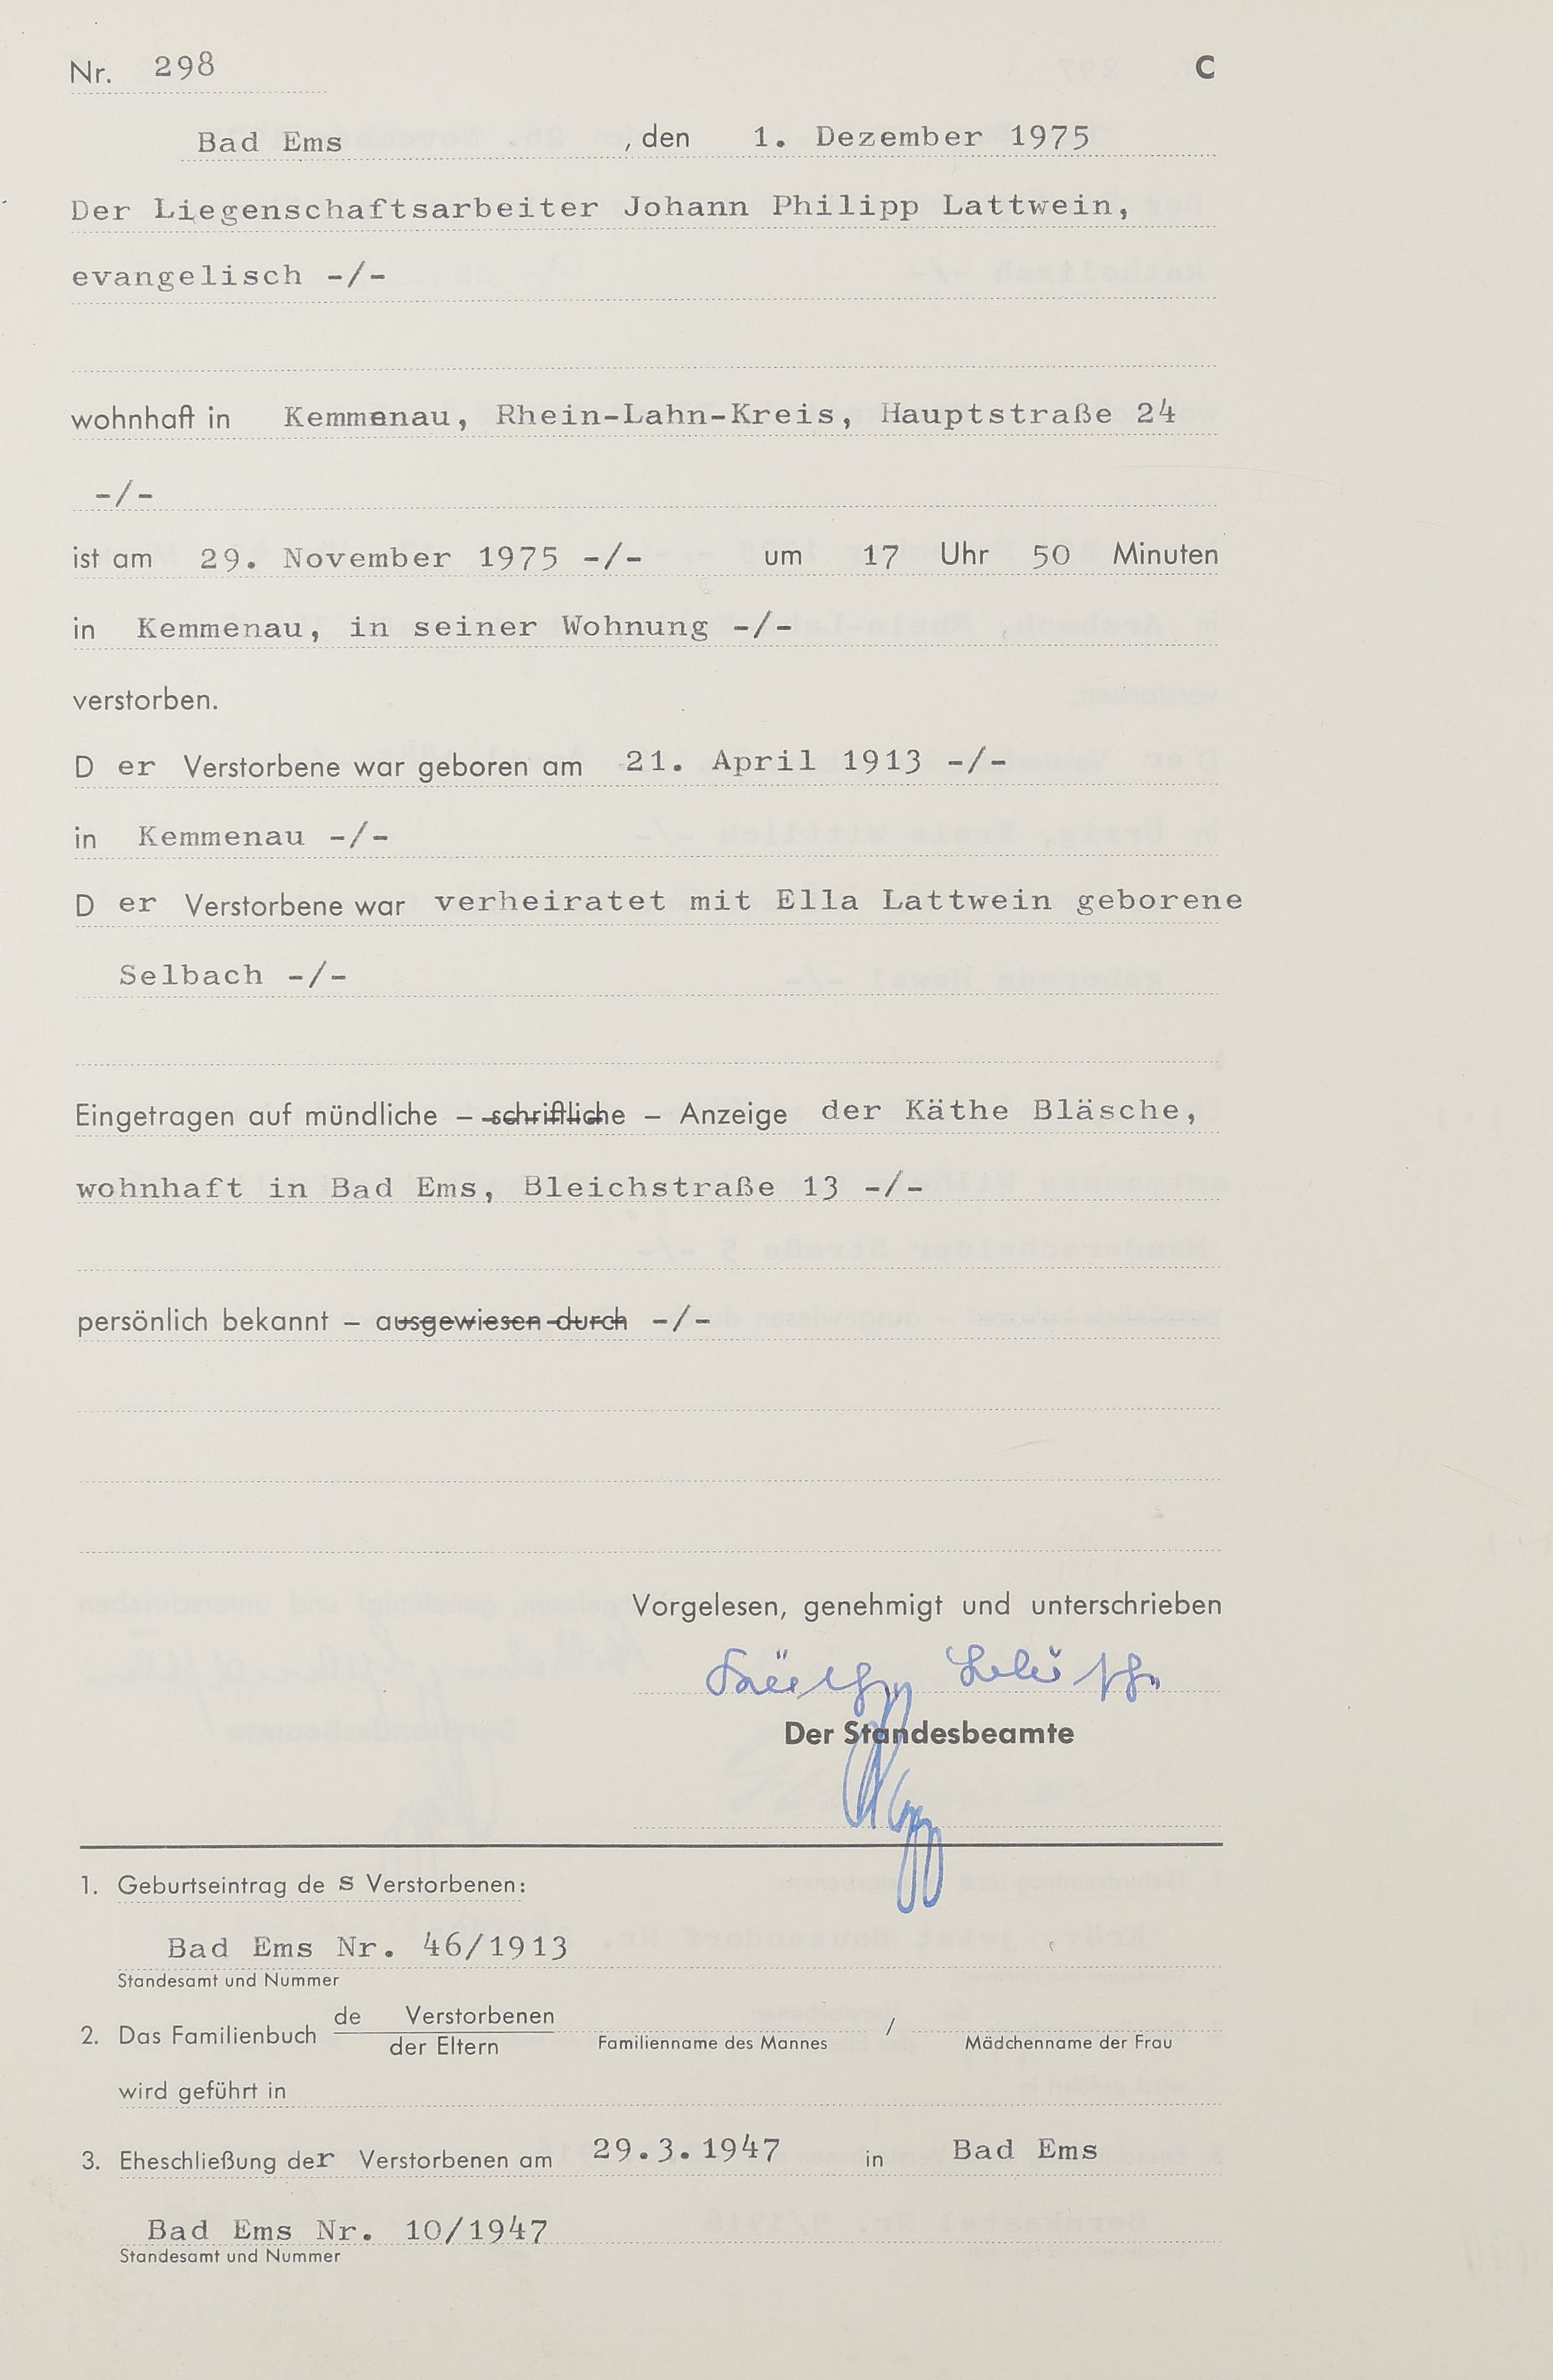 Nr. 298 C
Bad Ems , den 1. Dezember 1975
Der Liegenschaftsarbeiter Johann Philipp Lattwein,
evangelisch -/-
wohnhaft in Kemmenau, Rhein-Lahn-Kreis, Hauptstraße 24
-/-
ist am 29. November 1975 -/- um 17 Uhr 50 Minuten
in Kemmenau, in seiner Wohnung -/-
verstorben.
D er Verstorbene war geboren am 21. April 1913 -/-
in Kemmenau -/-
D er Verstorbene war verheiratet mit Ella Lattwein geborene
Selbach -/-
Eingetragen auf mündliche – schriftliche – Anzeige der Käthe Bläsche,
wohnhaft in Bad Ems, Bleichstraße 13 -/-
persönlich bekannt – ausgewiesen durch -/-
Vorgelesen, genehmigt und unterschrieben
Der Standesbeamte
1. Geburtseintrag de s Verstorbenen:
Bad Ems Nr. 46/1913
Standesamt und Nummer
de Verstorbenen
2. Das Familienbuch /
der Eltern Familienname des Mannes Mädchenname der Frau
wird geführt in
3. Eheschließung der Verstorbenen am 29.3.1947 in Bad Ems
Bad Ems Nr. 10/1947
Standesamt und Nummer